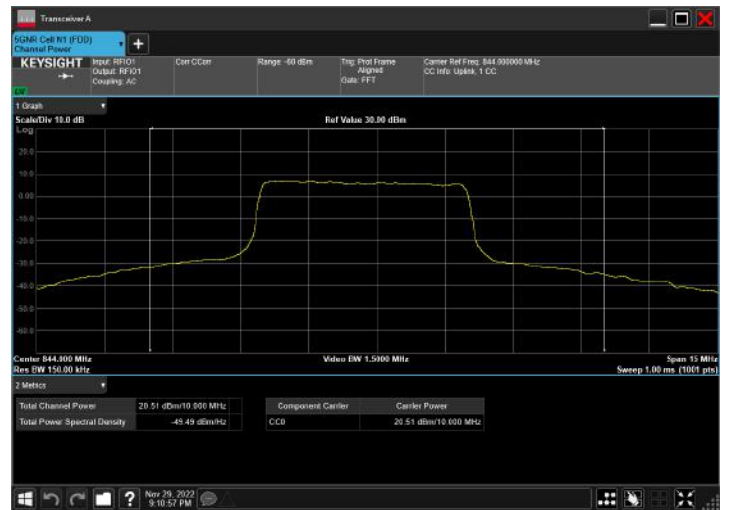 Transceiver A
5GNR Cell N1 (FDD)
Channel Power
KEYSIGHT
Input: RFIO1
Output: RFIO1
Coupling: AC
Corr CCorr
Range: -60 dBm
Trig: Prot Frame
Aligned
Gate: FFT
Carrier Ref Freq: 844.000000 MHz
CC Info: Uplink, 1 CC
1 Graph
Scale/Div 10.0 dB
Ref Value 30.00 dBm
Log
20.0
10.0
0.00
-10.0
-20.0
-30.0
-40.0
-50.0
-60.0
Center 844.000 MHz
Video BW 1.5000 MHz
Span 15 MHz
Res BW 150.00 kHz
Sweep 1.00 ms (1001 pts)
2 Metrics
Total Channel Power 20.51 dBm/10.000 MHz
Total Power Spectral Density -49.49 dBm/Hz
Component Carrier Carrier Power
CC0 20.51 dBm/10.000 MHz
Nov 29, 2022
9:10:57 PM